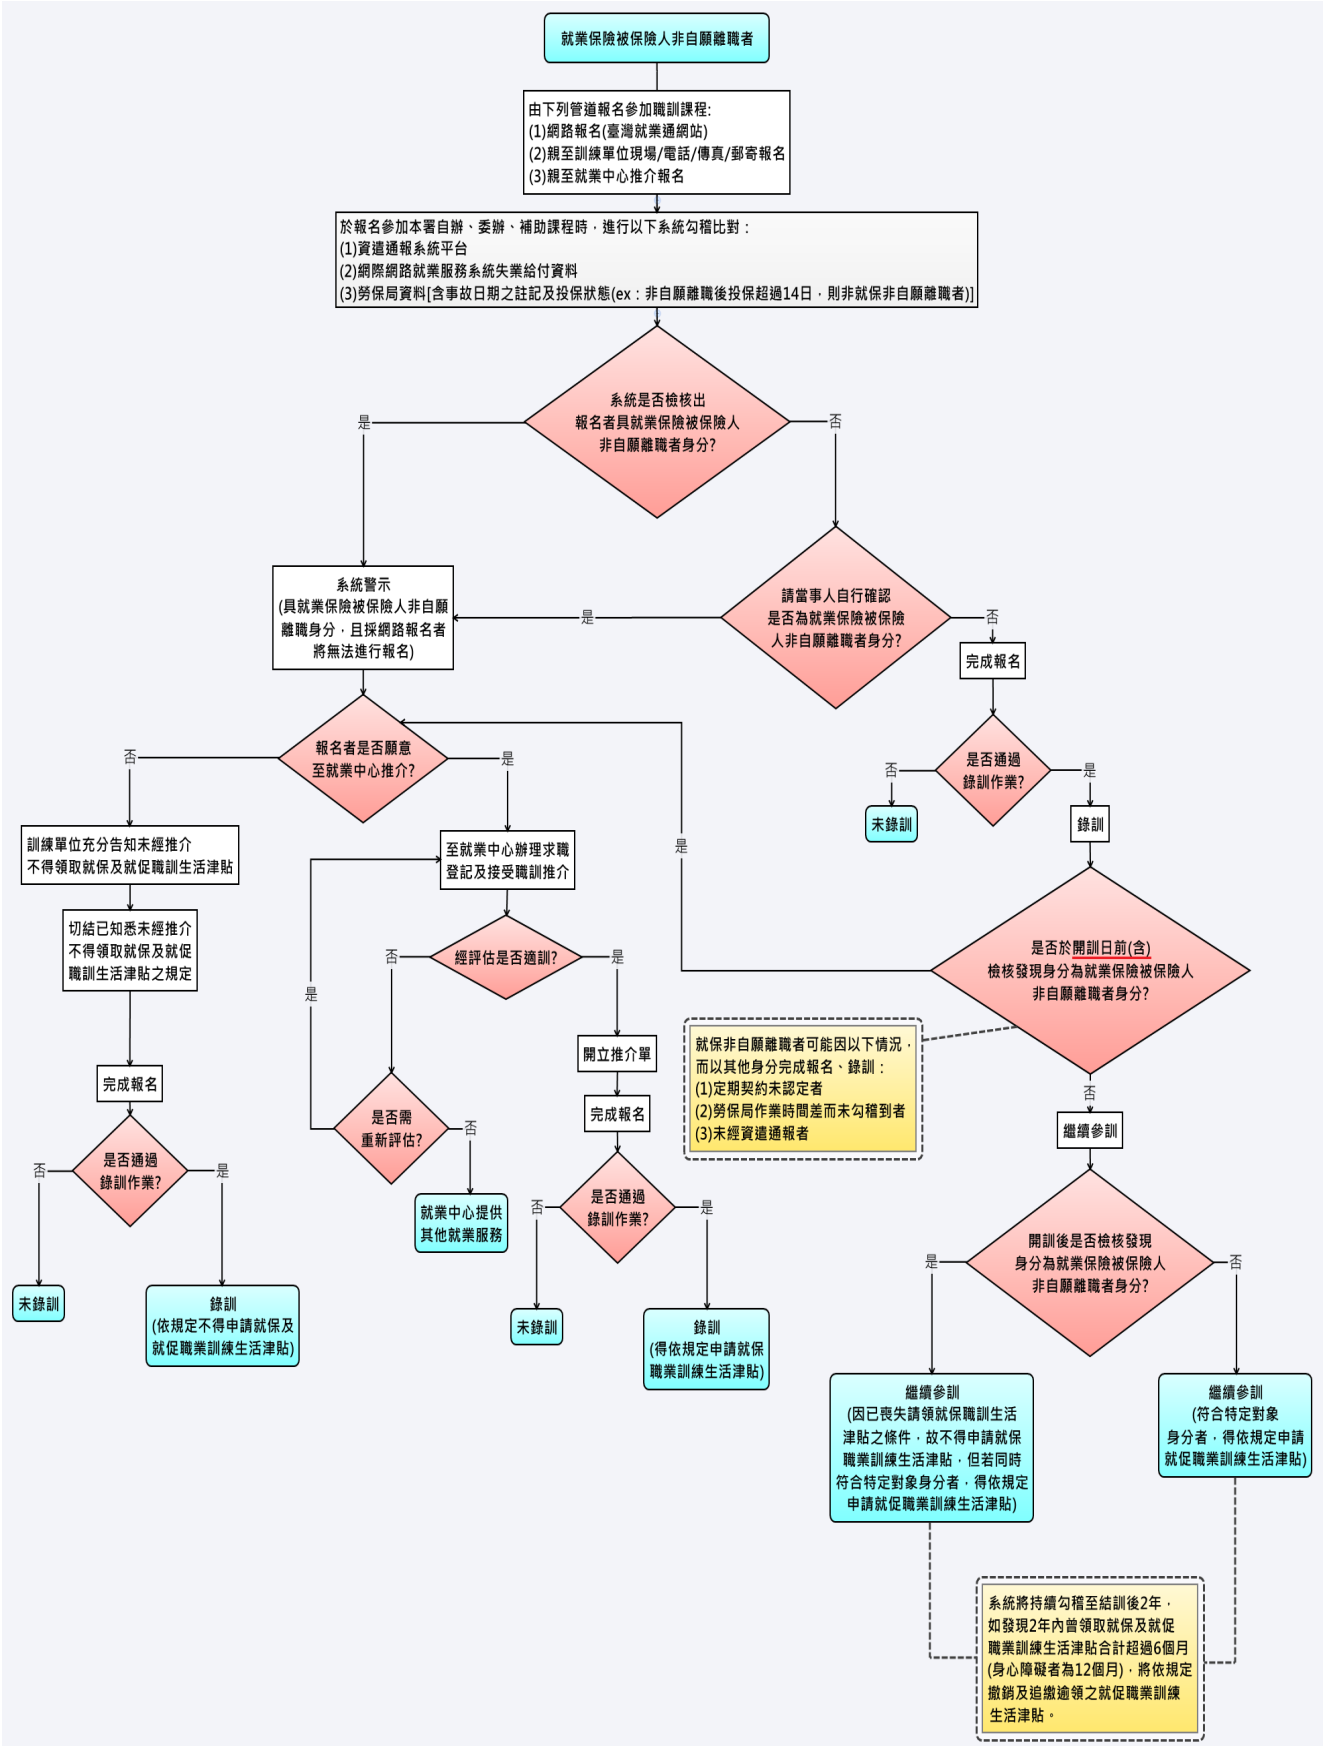 就業保險被保險人非自願離職者
由下列管道報名參加職訓課程:
(1)網路報名(臺灣就業通網站)
(2)親至訓練單位現場/電話/傳真/郵寄報名
(3)親至就業中心推介報名
於報名參加本署自辦、委辦、補助課程時，進行以下系統勾稽比對：
(1)資遣通報系統平台
(2)網際網路就業服務系統失業給付資料
(3)勞保局資料[含事故日期之註記及投保狀態(ex：非自願離職後投保超過14日，則非就保非自願離職者)]
系統是否檢核出
報名者具就業保險被保險人
非自願離職者身分?
是
否
系統警示
(具就業保險被保險人非自願
離職身分，且採網路報名者
將無法進行報名)
請當事人自行確認
是否為就業保險被保險
人非自願離職者身分?
是
否
完成報名
報名者是否願意
至就業中心推介?
否
是
是否通過
錄訓作業?
否
是
未錄訓
錄訓
訓練單位充分告知未經推介
不得領取就保及就促職訓生活津貼
至就業中心辦理求職
登記及接受職訓推介
是
切結已知悉未經推介
不得領取就保及就促
職訓生活津貼之規定
經評估是否適訓?
否
是
是
是否於開訓日前(含)
檢核發現身分為就業保險被保險人
非自願離職者身分?
就保非自願離職者可能因以下情況，
而以其他身分完成報名、錄訓：
(1)定期契約未認定者
(2)勞保局作業時間差而未勾稽到者
(3)未經資遣通報者
開立推介單
完成報名
完成報名
否
繼續參訓
是否需
重新評估?
否
是否通過
錄訓作業?
否
是
是否通過
錄訓作業?
否
是
就業中心提供
其他就業服務
開訓後是否檢核發現
身分為就業保險被保險人
非自願離職者身分?
是
否
未錄訓
錄訓
(依規定不得申請就保及
就促職業訓練生活津貼)
未錄訓
錄訓
(得依規定申請就保
職業訓練生活津貼)
繼續參訓
(因已喪失請領就保職訓生活
津貼之條件，故不得申請就保
職業訓練生活津貼，但若同時
符合特定對象身分者，得依規定
申請就促職業訓練生活津貼)
繼續參訓
(符合特定對象
身分者，得依規定申請
就促職業訓練生活津貼)
系統將持續勾稽至結訓後2年，
如發現2年內曾領取就保及就促
職業訓練生活津貼合計超過6個月
(身心障礙者為12個月)，將依規定
撤銷及追繳逾領之就促職業訓練
生活津貼。